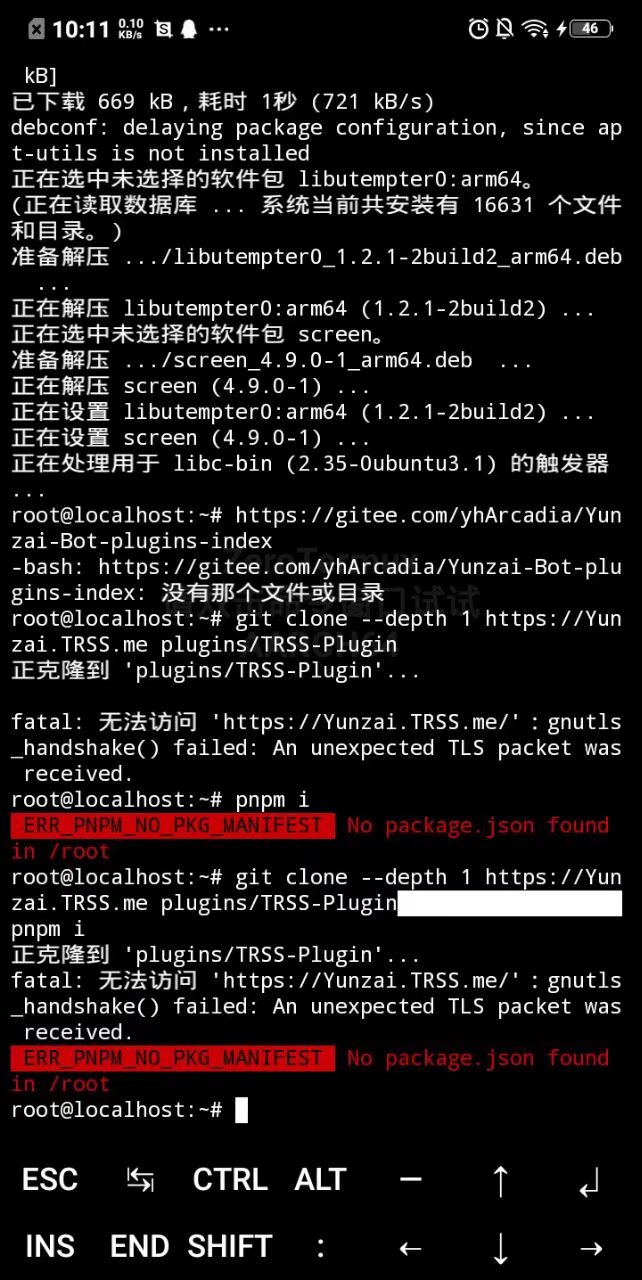 10:11 0.10 KB/s ... 46
kB]
已下载 669 kB，耗时 1秒 (721 kB/s)
debconf: delaying package configuration, since ap
t-utils is not installed
正在选中未选择的软件包 libutempter0:arm64。
(正在读取数据库 ... 系统当前共安装有 16631 个文件
和目录。)
准备解压 .../libutempter0_1.2.1-2build2_arm64.deb
...
正在解压 libutempter0:arm64 (1.2.1-2build2) ...
正在选中未选择的软件包 screen。
准备解压 .../screen_4.9.0-1_arm64.deb ...
正在解压 screen (4.9.0-1) ...
正在设置 libutempter0:arm64 (1.2.1-2build2) ...
正在设置 screen (4.9.0-1) ...
正在处理用于 libc-bin (2.35-0ubuntu3.1) 的触发器
...
root@localhost:~# https://gitee.com/yhArcadia/Yun
zai-Bot-plugins-index
-bash: https://gitee.com/yhArcadia/Yunzai-Bot-plu
gins-index: 没有那个文件或目录
root@localhost:~# git clone --depth 1 https://Yun
zai.TRSS.me plugins/TRSS-Plugin
正克隆到 'plugins/TRSS-Plugin'...
fatal: 无法访问 'https://Yunzai.TRSS.me/'：gnutls
_handshake() failed: An unexpected TLS packet was
received.
root@localhost:~# pnpm i
ERR_PNPM_NO_PKG_MANIFEST No package.json found
in /root
root@localhost:~# git clone --depth 1 https://Yun
zai.TRSS.me plugins/TRSS-Plugin
pnpm i
正克隆到 'plugins/TRSS-Plugin'...
fatal: 无法访问 'https://Yunzai.TRSS.me/'：gnutls
_handshake() failed: An unexpected TLS packet was
received.
ERR_PNPM_NO_PKG_MANIFEST No package.json found
in /root
root@localhost:~#
ESC ↹ CTRL ALT — ↑ ↲
INS END SHIFT : ← ↓ →